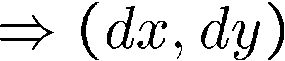 ⇒ (dx, dy)